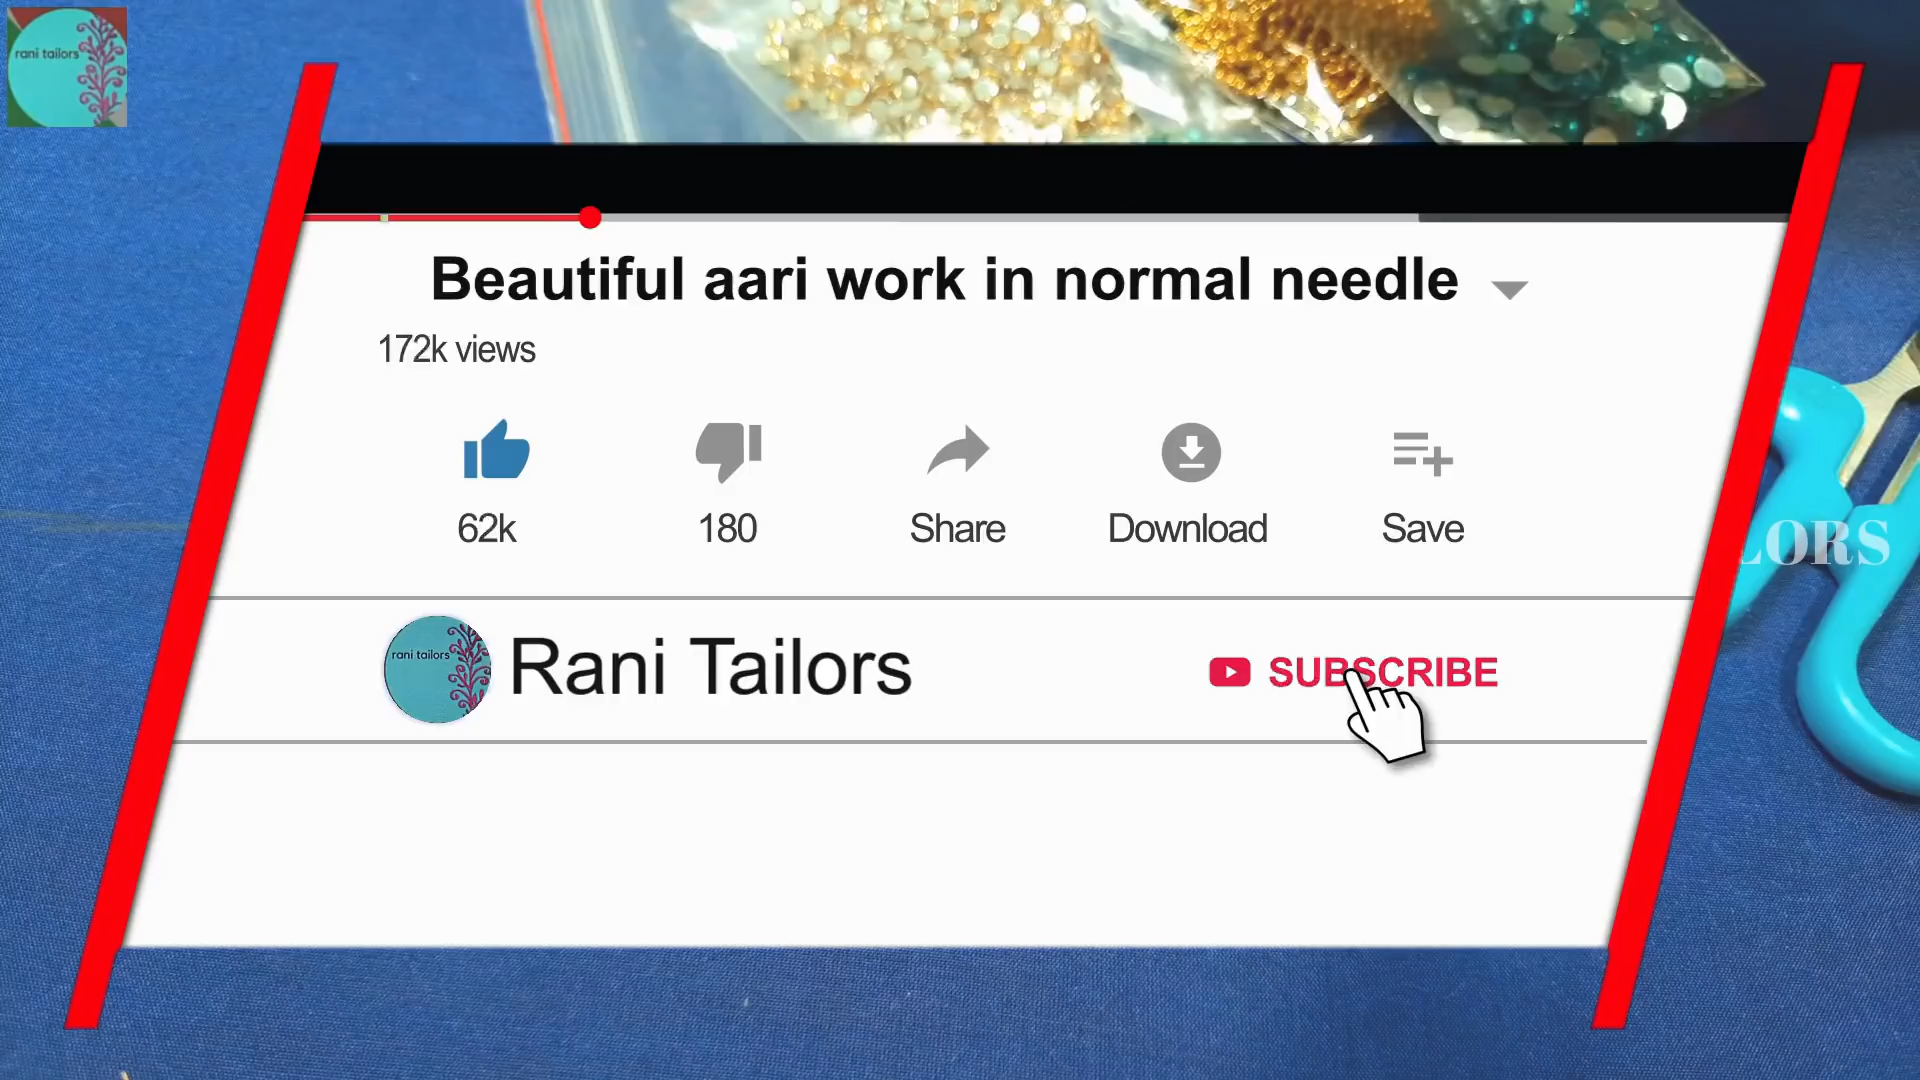 rani tailors
Beautiful aari work in normal needle
172k views
62k
180
Share
Download
Save
LORS
rani tailors
Rani Tailors
SUBSCRIBE